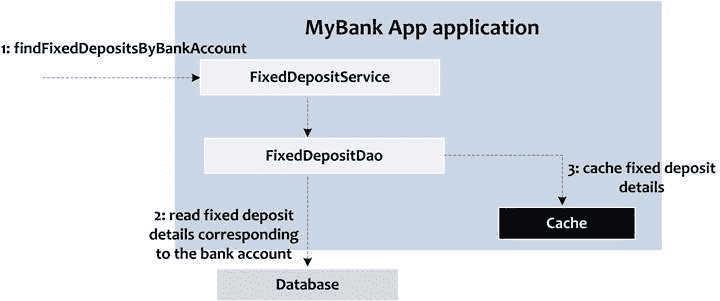 MyBank App application
1: findFixedDepositsByBankAccount
FixedDepositService
FixedDepositDao
3: cache fixed deposit
details
2: read fixed deposit
details corresponding
to the bank account
Cache
Database